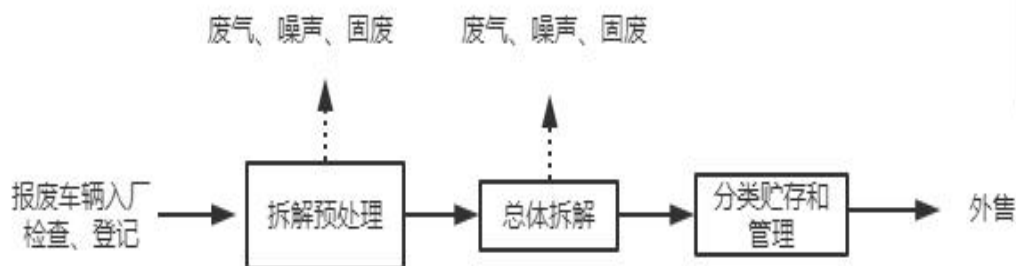 废气、噪声、固废
废气、噪声、固废
报废车辆入厂
检查、登记
拆解预处理
总体拆解
分类贮存和
管理
外售